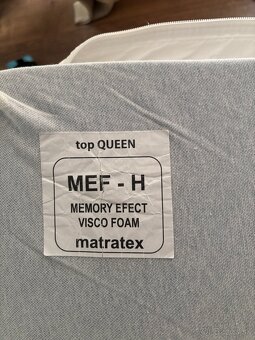 top QUEEN
MEF - H
MEMORY EFECT
VISCO FOAM
matratex